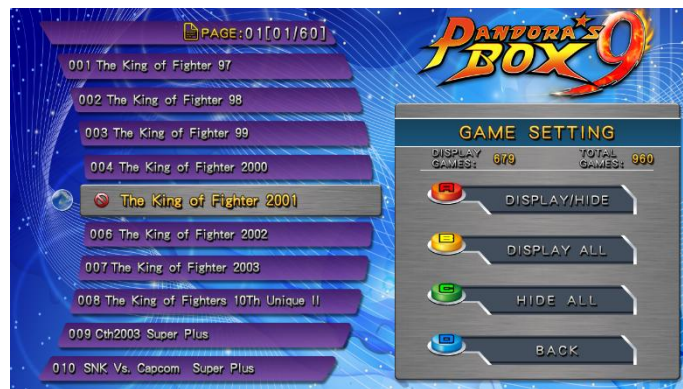 PAGE:01[01/60]
001 The King of Fighter 97
002 The King of Fighter 98
003 The King of Fighter 99
004 The King of Fighter 2000
The King of Fighter 2001
006 The King of Fighter 2002
007 The King of Fighter 2003
008 The King of Fighters 10Th Unique II
009 Cth2003 Super Plus
010 SNK Vs. Capcom Super Plus
PANDORA'S
BOX 9
GAME SETTING
DISPLAY GAMES: 679 TOTAL GAMES: 960
A DISPLAY/HIDE
B DISPLAY ALL
C HIDE ALL
D BACK